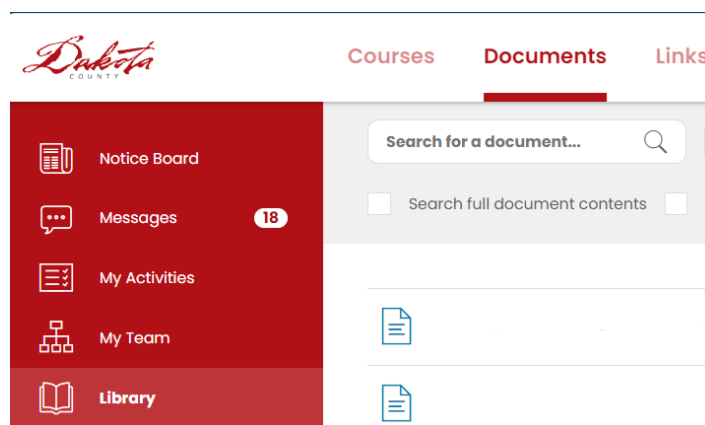 Dakota
COUNTY
Courses
Documents
Links
Notice Board
Messages
18
My Activities
My Team
Library
Search for a document...
Search full document contents